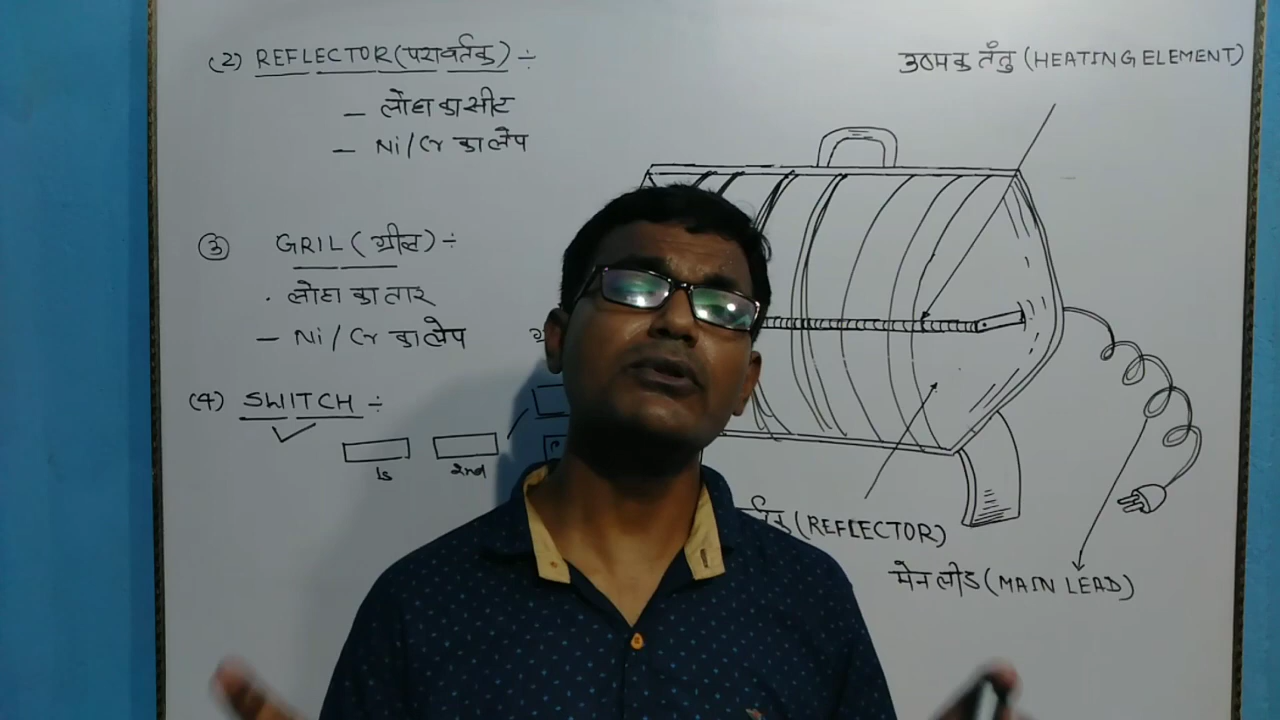 (2) REFLECTOR (परावर्तक) ÷
– लोहा का सीट
– Ni/Cr का लेप
③ GRIL (ग्रील) ÷
. लोहा का तार
– Ni/Cr का लेप
(4) SWITCH ÷
1s 2nd
उष्मक तंतु (HEATING ELEMENT)
(REFLECTOR)
मेन लीड (MAIN LEAD)